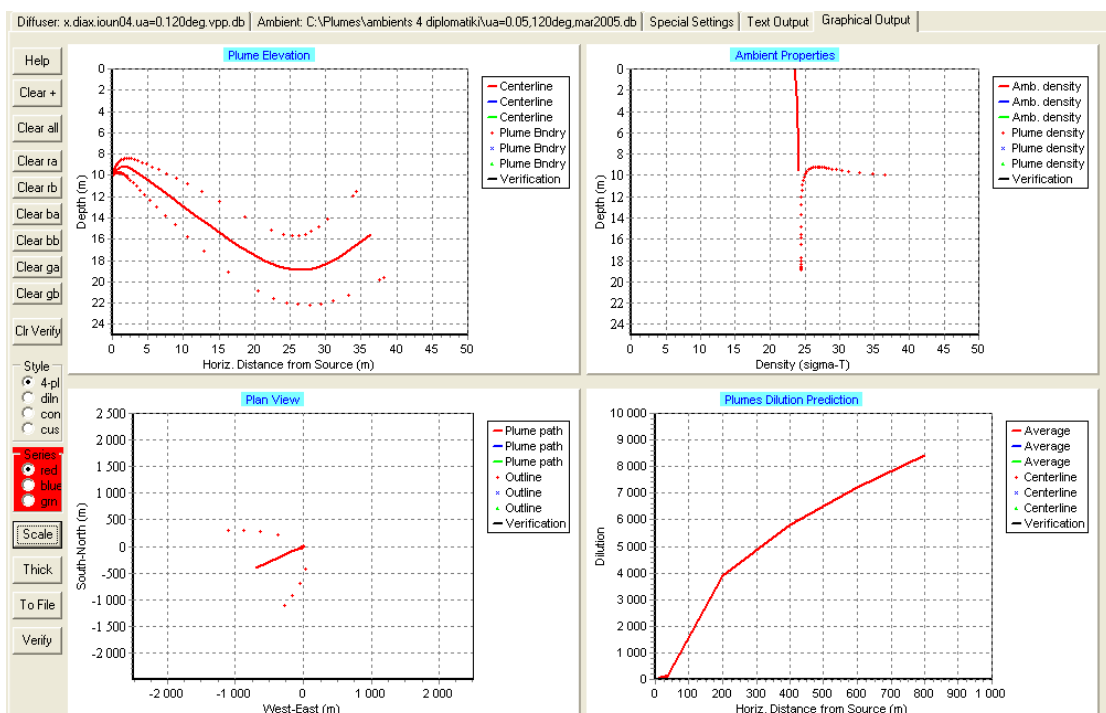 Diffuser: x.diax.ioun04.ua=0.120deg.vpp.db
Ambient: C:\Plumes\ambients 4 diplomatiki\ua=0.05,120deg,mar2005.db
Special Settings
Text Output
Graphical Output
Help
Clear +
Clear all
Clear ra
Clear rb
Clear ba
Clear bb
Clear ga
Clear gb
Clr Verify
Style
4-pl
diln
con
cus
Series
red
blue
grn
Scale
Thick
To File
Verify
Plume Elevation
0
2
4
6
8
10
12
14
16
18
20
22
24
Depth (m)
0 5 10 15 20 25 30 35 40 45 50
Horiz. Distance from Source (m)
Centerline
Centerline
Centerline
Plume Bndry
Plume Bndry
Plume Bndry
Verification
Ambient Properties
0
2
4
6
8
10
12
14
16
18
20
22
24
Depth (m)
0 5 10 15 20 25 30 35 40 45 50
Density (sigma-T)
Amb. density
Amb. density
Amb. density
Plume density
Plume density
Plume density
Verification
Plan View
2 500
2 000
1 500
1 000
500
0
-500
-1 000
-1 500
-2 000
South-North (m)
-2 000 -1 000 0 1 000 2 000
West-East (m)
Plume path
Plume path
Plume path
Outline
Outline
Outline
Verification
Plumes Dilution Prediction
10 000
9 000
8 000
7 000
6 000
5 000
4 000
3 000
2 000
1 000
0
Dilution
0 100 200 300 400 500 600 700 800 900 1 000
Horiz. Distance from Source (m)
Average
Average
Average
Centerline
Centerline
Centerline
Verification